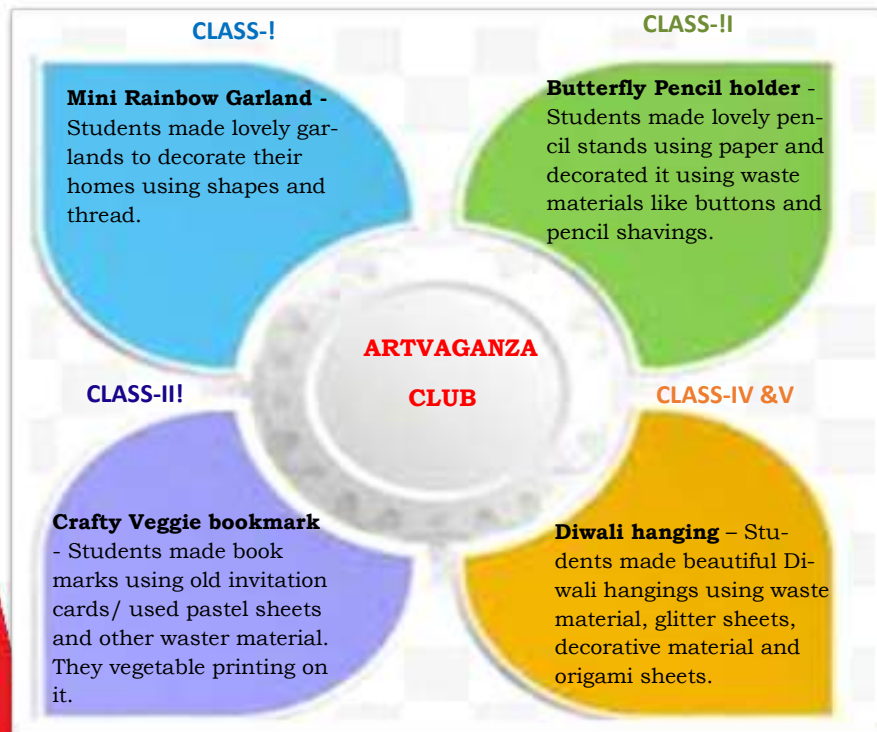 CLASS-!
Mini Rainbow Garland -
Students made lovely gar-
lands to decorate their
homes using shapes and
thread.
CLASS-!I
Butterfly Pencil holder -
Students made lovely pen-
cil stands using paper and
decorated it using waste
materials like buttons and
pencil shavings.
ARTVAGANZA
CLUB
CLASS-II!
Crafty Veggie bookmark
- Students made book
marks using old invitation
cards/ used pastel sheets
and other waster material.
They vegetable printing on
it.
CLASS-IV &V
Diwali hanging – Stu-
dents made beautiful Di-
wali hangings using waste
material, glitter sheets,
decorative material and
origami sheets.